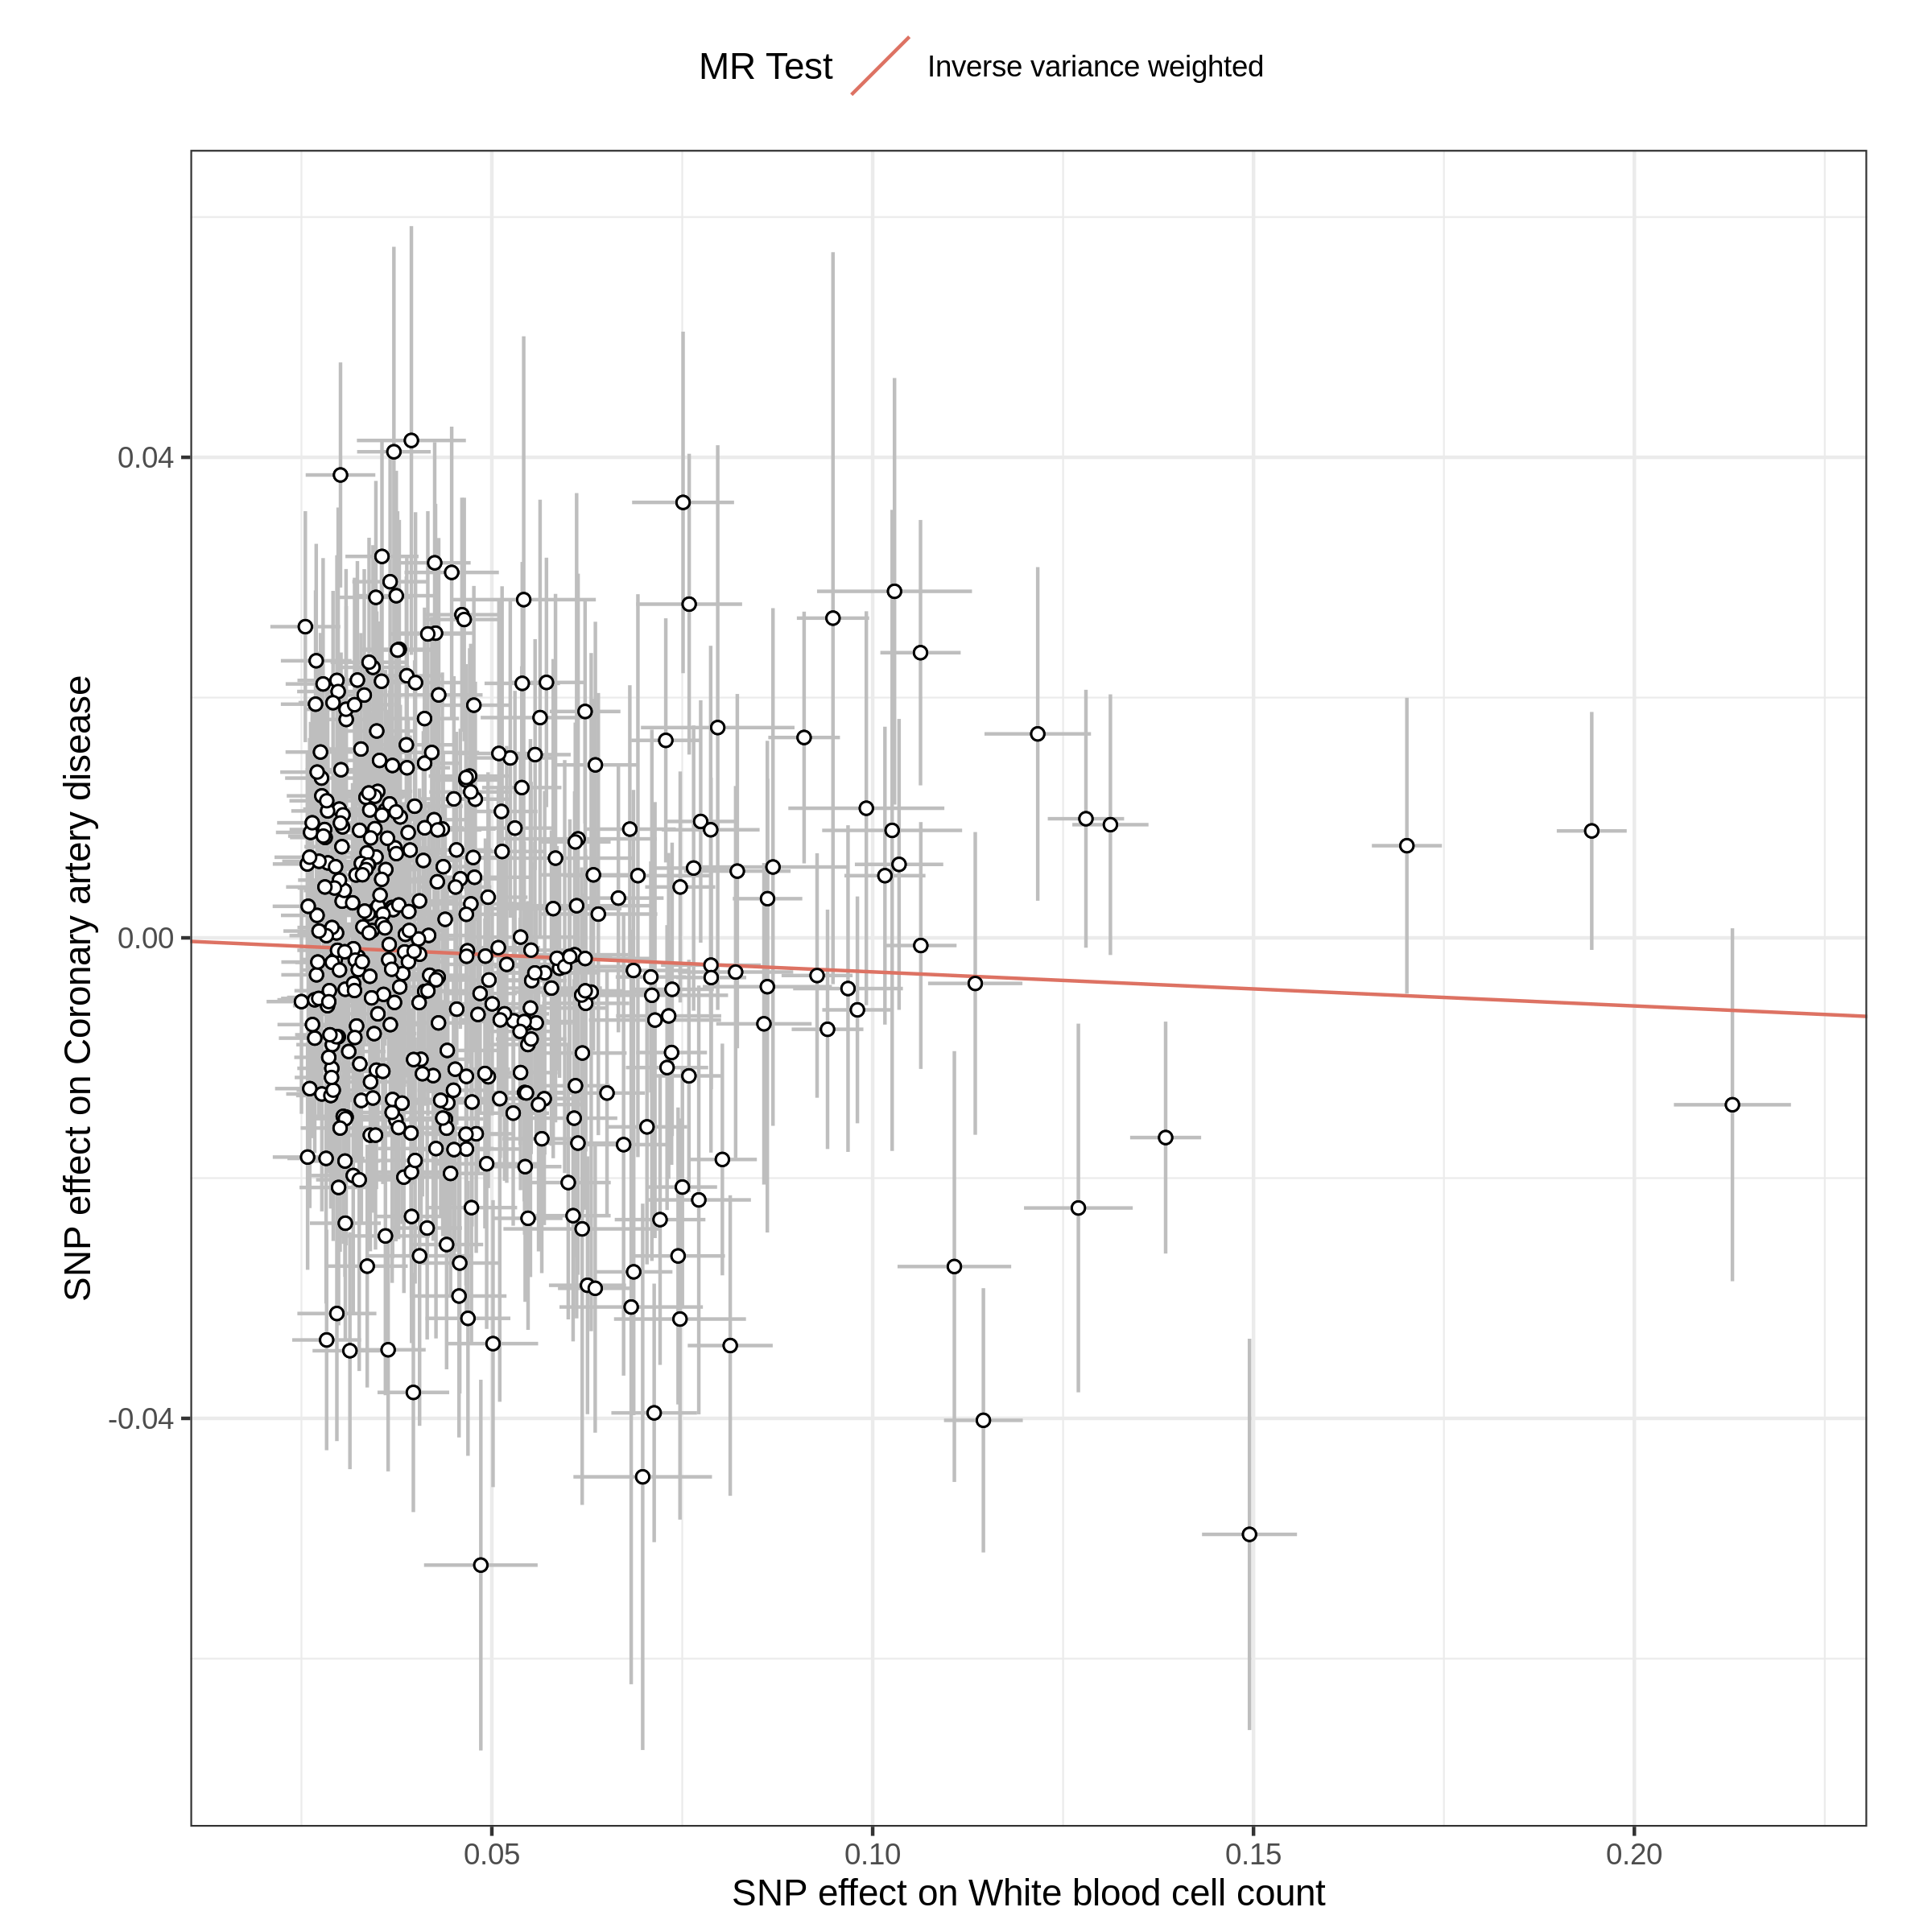 MR Test
Inverse variance weighted
SNP effect on Coronary artery disease
0.04
0.00
-0.04
0.05
0.10
0.15
0.20
SNP effect on White blood cell count